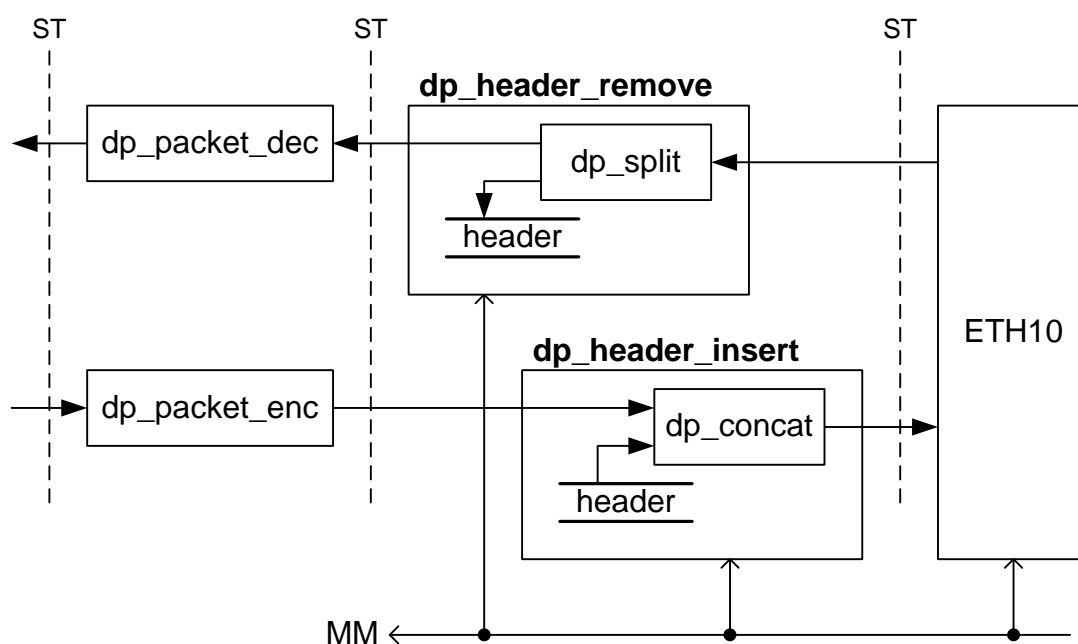 ST
ST
ST
dp_header_remove
dp_packet_dec
dp_split
header
ETH10
dp_header_insert
dp_packet_enc
dp_concat
header
MM